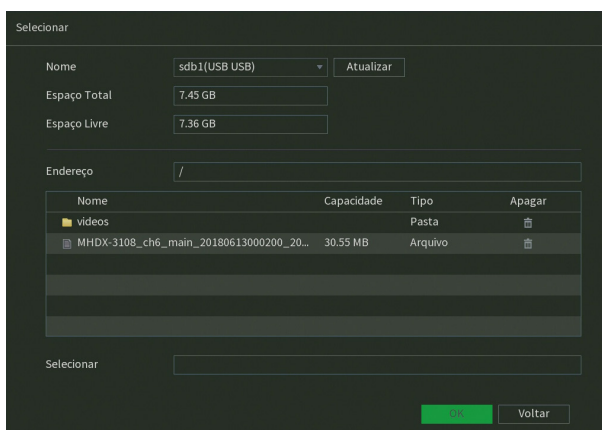 Selecionar
Nome sdb1(USB USB) Atualizar
Espaço Total 7.45 GB
Espaço Livre 7.36 GB
Endereço /
Nome Capacidade Tipo Apagar
videos Pasta
MHDX-3108_ch6_main_20180613000200_20... 30.55 MB Arquivo
Selecionar
OK Voltar